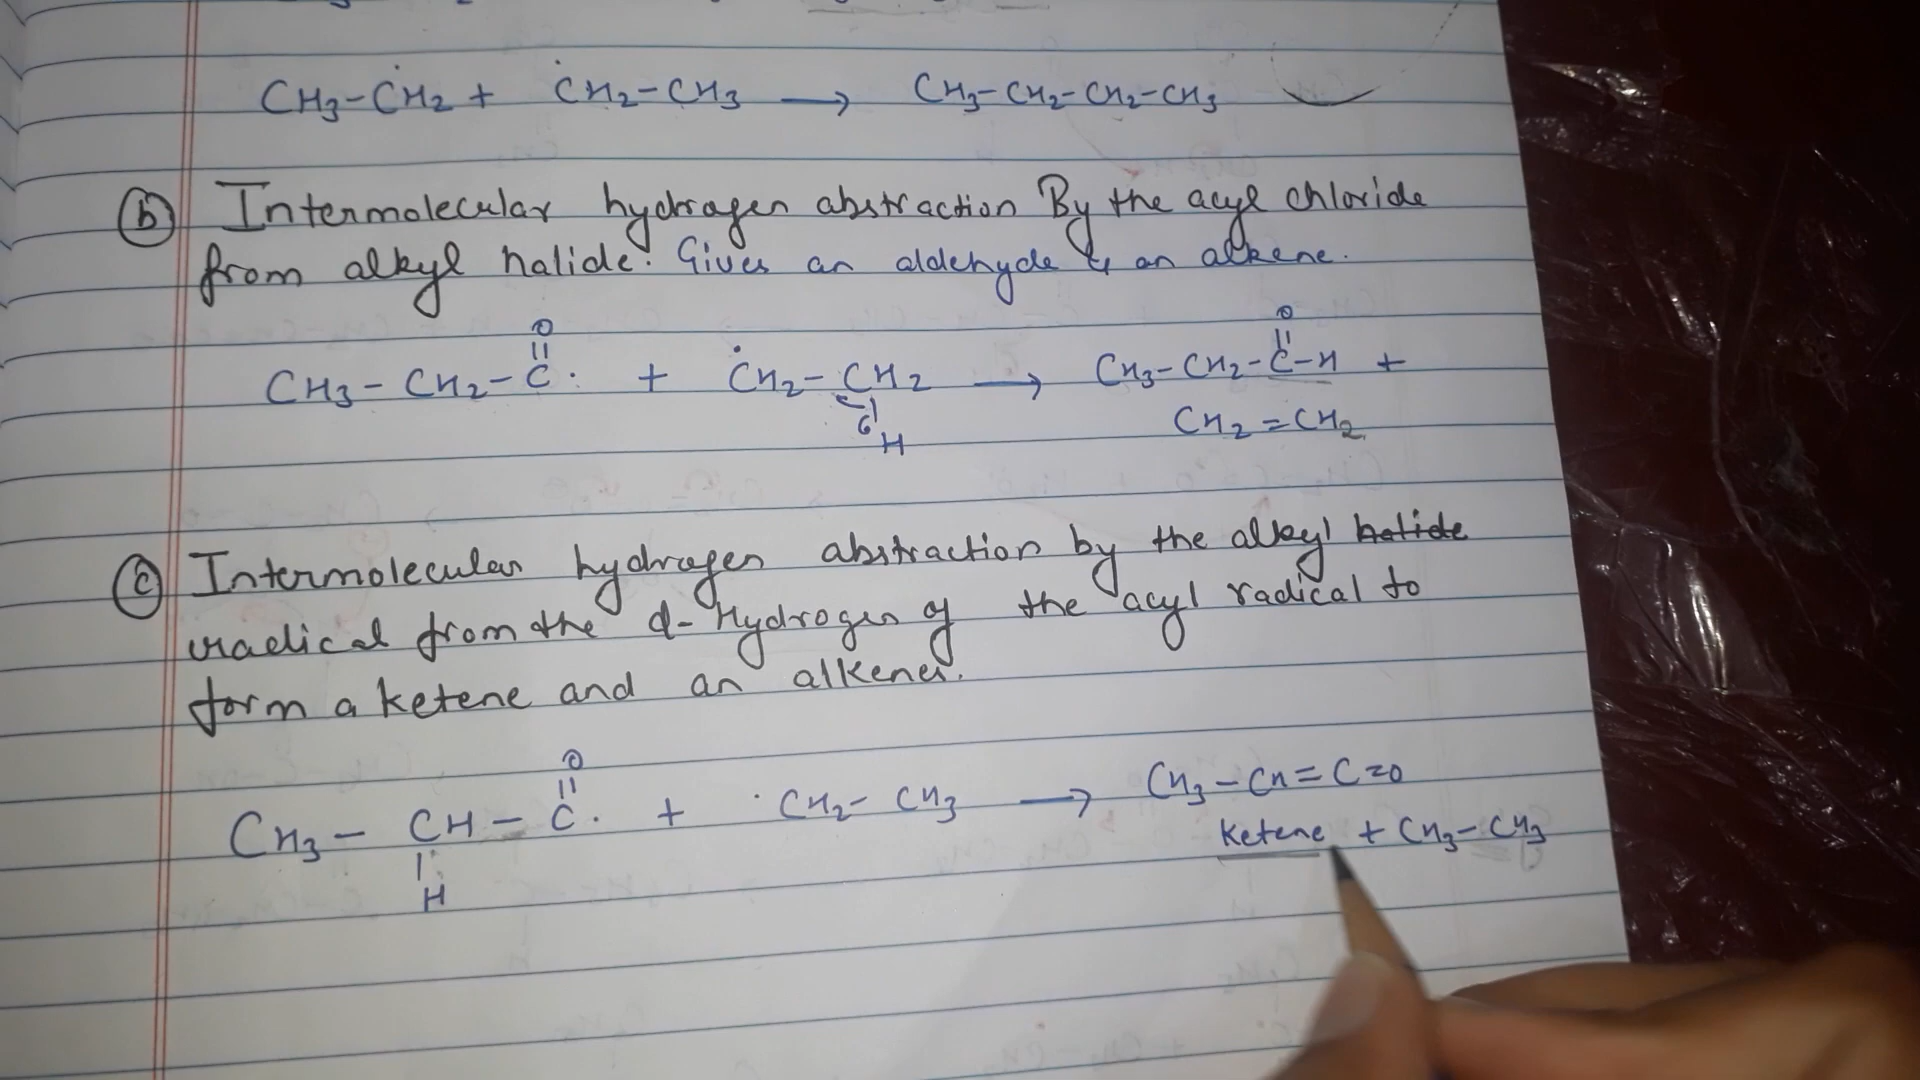 CH3-ĊH2 + ĊH2-CH3 → CH3-CH2-CH2-CH3
(b) Intermolecular hydrogen abstraction By the acyl chloride
from alkyl halide. Gives an aldehyde & an alkene.
O
||
CH3-CH2-C· + ĊH2-CH2 → CH3-CH2-C-H +
O
||
H
CH2=CH2
(c) Intermolecular hydrogen abstraction by the alkyl halide
radical from the α-Hydrogen of the acyl radical to
form a ketene and an alkenes.
O
||
CH3-CH-C· + ·CH2-CH3 → CH3-CH=C=O
|
H
Ketene + CH3-CH3